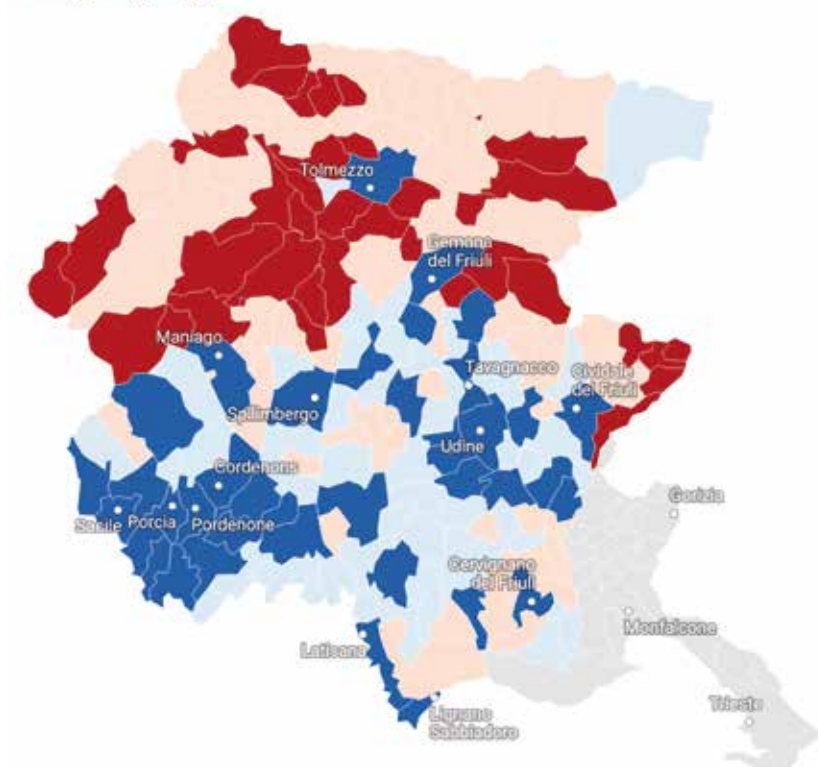 Tolmezzo
Gemona
del Friuli
Maniago
Tavagnacco
Cividale
del Friuli
Spilimbergo
Udine
Cordenons
Sacile
Porcia
Pordenone
Gorizia
Cervignano
del Friuli
Monfalcone
Latisana
Lignano
Sabbiadoro
Trieste